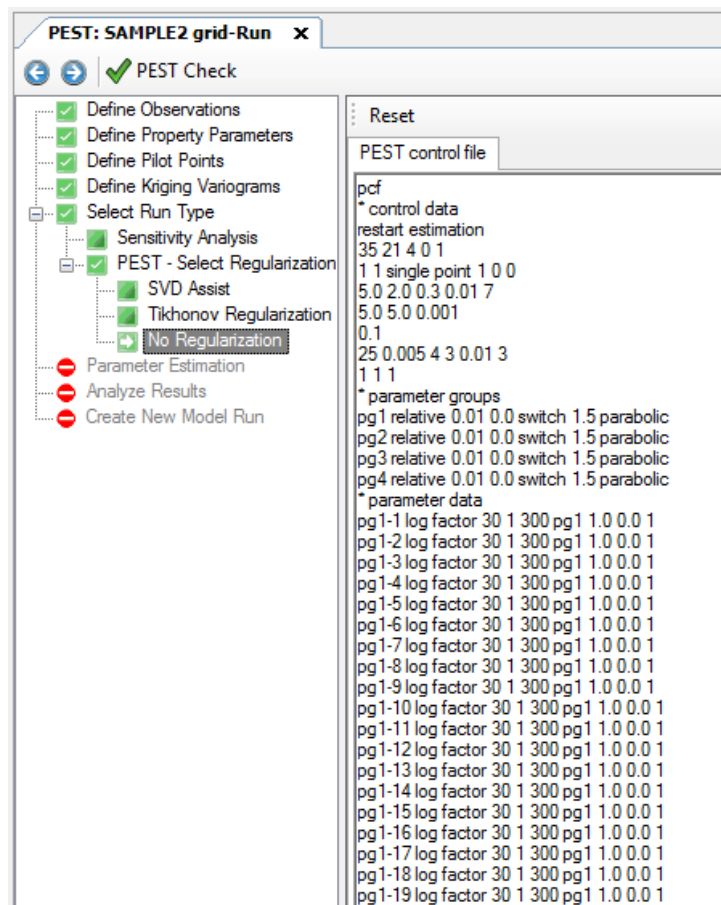 PEST: SAMPLE2 grid-Run x
PEST Check
Define Observations
Define Property Parameters
Define Pilot Points
Define Kriging Variograms
Select Run Type
Sensitivity Analysis
PEST - Select Regularization
SVD Assist
Tikhonov Regularization
No Regularization
Parameter Estimation
Analyze Results
Create New Model Run
Reset
PEST control file
pcf
* control data
restart estimation
35 21 4 0 1
1 1 single point 1 0 0
5.0 2.0 0.3 0.01 7
5.0 5.0 0.001
0.1
25 0.005 4 3 0.01 3
1 1 1
* parameter groups
pg1 relative 0.01 0.0 switch 1.5 parabolic
pg2 relative 0.01 0.0 switch 1.5 parabolic
pg3 relative 0.01 0.0 switch 1.5 parabolic
pg4 relative 0.01 0.0 switch 1.5 parabolic
* parameter data
pg1-1 log factor 30 1 300 pg1 1.0 0.0 1
pg1-2 log factor 30 1 300 pg1 1.0 0.0 1
pg1-3 log factor 30 1 300 pg1 1.0 0.0 1
pg1-4 log factor 30 1 300 pg1 1.0 0.0 1
pg1-5 log factor 30 1 300 pg1 1.0 0.0 1
pg1-6 log factor 30 1 300 pg1 1.0 0.0 1
pg1-7 log factor 30 1 300 pg1 1.0 0.0 1
pg1-8 log factor 30 1 300 pg1 1.0 0.0 1
pg1-9 log factor 30 1 300 pg1 1.0 0.0 1
pg1-10 log factor 30 1 300 pg1 1.0 0.0 1
pg1-11 log factor 30 1 300 pg1 1.0 0.0 1
pg1-12 log factor 30 1 300 pg1 1.0 0.0 1
pg1-13 log factor 30 1 300 pg1 1.0 0.0 1
pg1-14 log factor 30 1 300 pg1 1.0 0.0 1
pg1-15 log factor 30 1 300 pg1 1.0 0.0 1
pg1-16 log factor 30 1 300 pg1 1.0 0.0 1
pg1-17 log factor 30 1 300 pg1 1.0 0.0 1
pg1-18 log factor 30 1 300 pg1 1.0 0.0 1
pg1-19 log factor 30 1 300 pg1 1.0 0.0 1